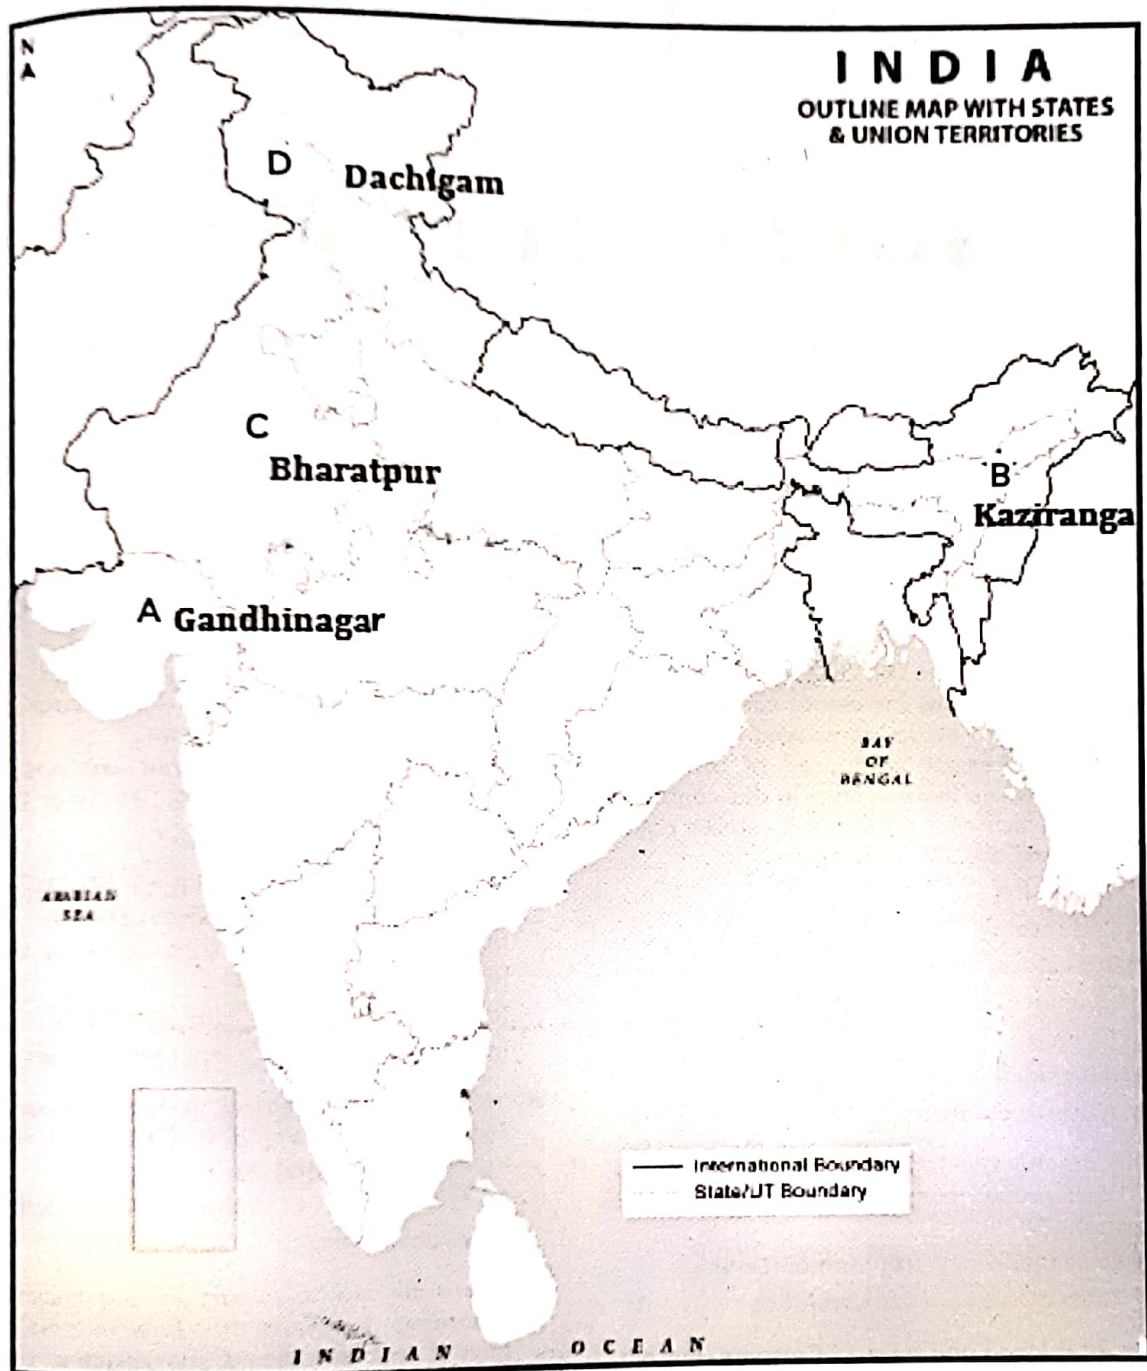 N
A
INDIA
OUTLINE MAP WITH STATES
& UNION TERRITORIES
D
Dachigam
C
Bharatpur
B
Kaziranga
A Gandhinagar
BAY
OF
BENGAL
ARABIAN
SEA
International Boundary
State/UT Boundary
INDIAN OCEAN